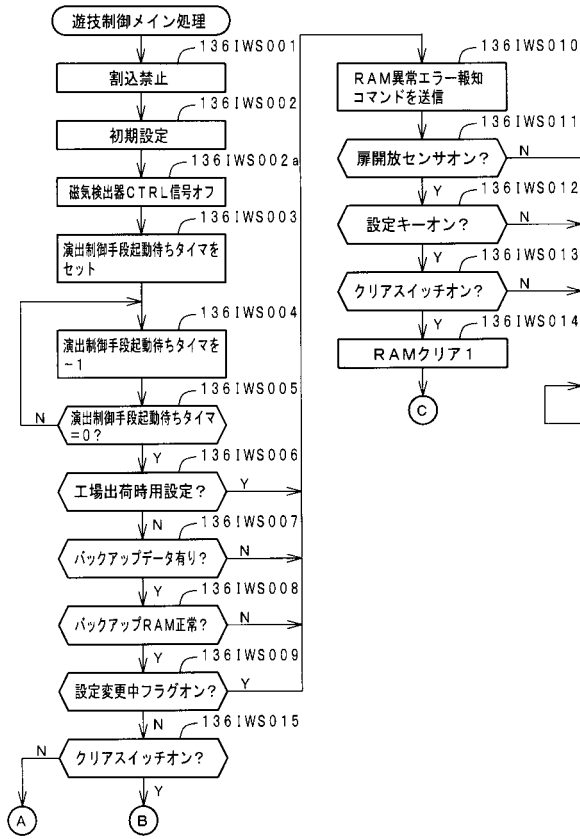 遊技制御メイン処理
136IWS001
割込禁止
136IWS002
初期設定
136IWS002a
磁気検出器CTRL信号オフ
136IWS003
演出制御手段起動待ちタイマを
セット
136IWS004
演出制御手段起動待ちタイマを
-1
136IWS005
演出制御手段起動待ちタイマ
=0?
N
Y
136IWS006
工場出荷時用設定?
Y
N
136IWS007
バックアップデータ有り?
N
Y
136IWS008
バックアップRAM正常?
N
Y
136IWS009
設定変更中フラグオン?
Y
N
136IWS015
クリアスイッチオン?
N
Y
A
B
136IWS010
RAM異常エラー報知
コマンドを送信
136IWS011
扉開放センサオン?
N
Y
136IWS012
設定キーオン?
N
Y
136IWS013
クリアスイッチオン?
N
Y
136IWS014
RAMクリア1
C